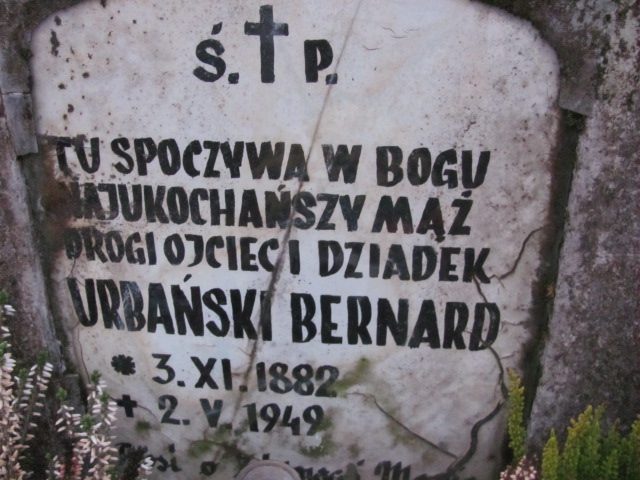 Ś. P.
TU SPOCZYWA W BOGU
NAJUKOCHAŃSZY MĄŻ
DROGI OJCIEC I DZIADEK
URBAŃSKI BERNARD
* 3. XI. 1882
+ 2. V. 1949
o